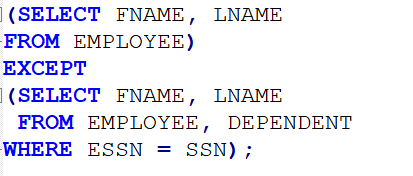 (SELECT FNAME, LNAME
FROM EMPLOYEE)
EXCEPT
(SELECT FNAME, LNAME
FROM EMPLOYEE, DEPENDENT
WHERE ESSN = SSN);